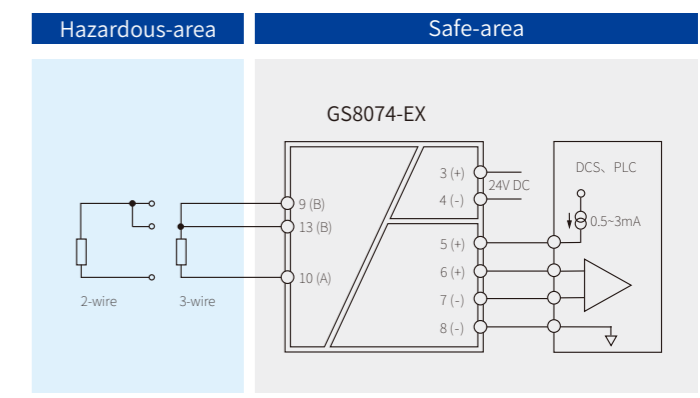 Hazardous-area
Safe-area
GS8074-EX
3 (+)
24V DC
4 (-)
9 (B)
13 (B)
10 (A)
5 (+)
6 (+)
7 (-)
8 (-)
DCS、PLC
0.5~3mA
2-wire
3-wire